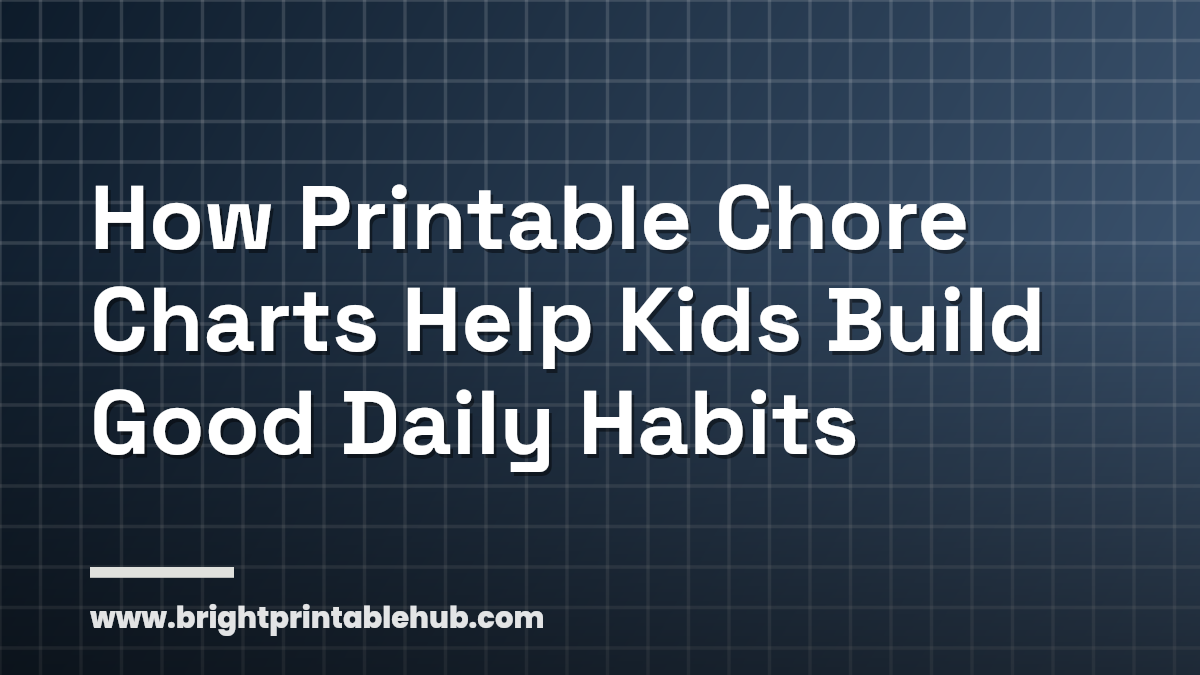 How Printable Chore
Charts Help Kids Build
Good Daily Habits
www.brightprintablehub.com